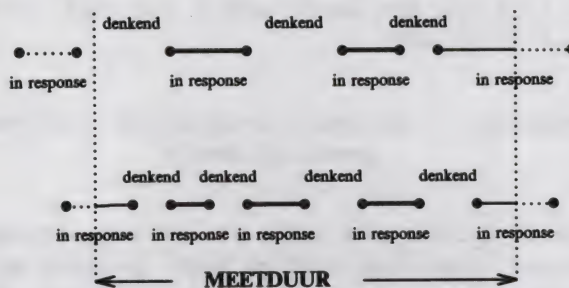 denkend denkend denkend
in response in response in response in response
denkend denkend denkend denkend
in response in response in response in response in response
MEETDUUR